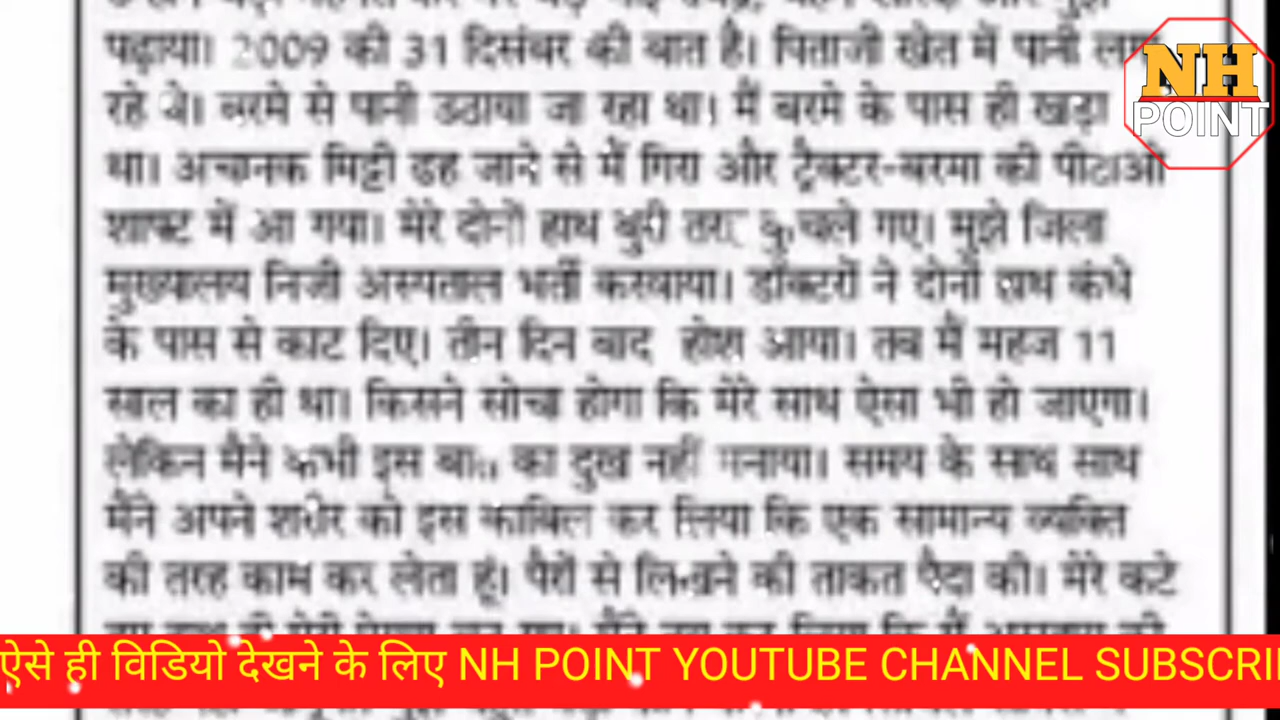 पढ़ाया। 2009 की 31 दिसंबर की बात है। पिताजी खेत में पानी
रहे थे। बरमे से पानी उठाया जा रहा था। मैं बरमे के पास ही खड़ा
था। अचानक मिट्टी ढह जाने से मैं गिरा और ट्रैक्टर-बरमा की पीटीओ
शाफ्ट में आ गया। मेरे दोनों हाथ बुरी तरह कुचले गए। मुझे जिला
मुख्यालय निजी अस्पताल भर्ती करवाया। डॉक्टरों ने दोनों हाथ कंधे
के पास से काट दिए। तीन दिन बाद होश आया। तब मैं महज 11
साल का ही था। किसने सोचा होगा कि मेरे साथ ऐसा भी हो जाएगा।
लेकिन मैंने कभी इस बात का दुख नहीं मनाया। समय के साथ साथ
मैंने अपने शरीर को इस काबिल कर लिया कि एक सामान्य व्यक्ति
की तरह काम कर लेता हूं। पैरों से लिखने की ताकत पैदा की। मेरे कटे
NH
POINT
ऐसे ही विडियो देखने के लिए NH POINT YOUTUBE CHANNEL SUBSCRI